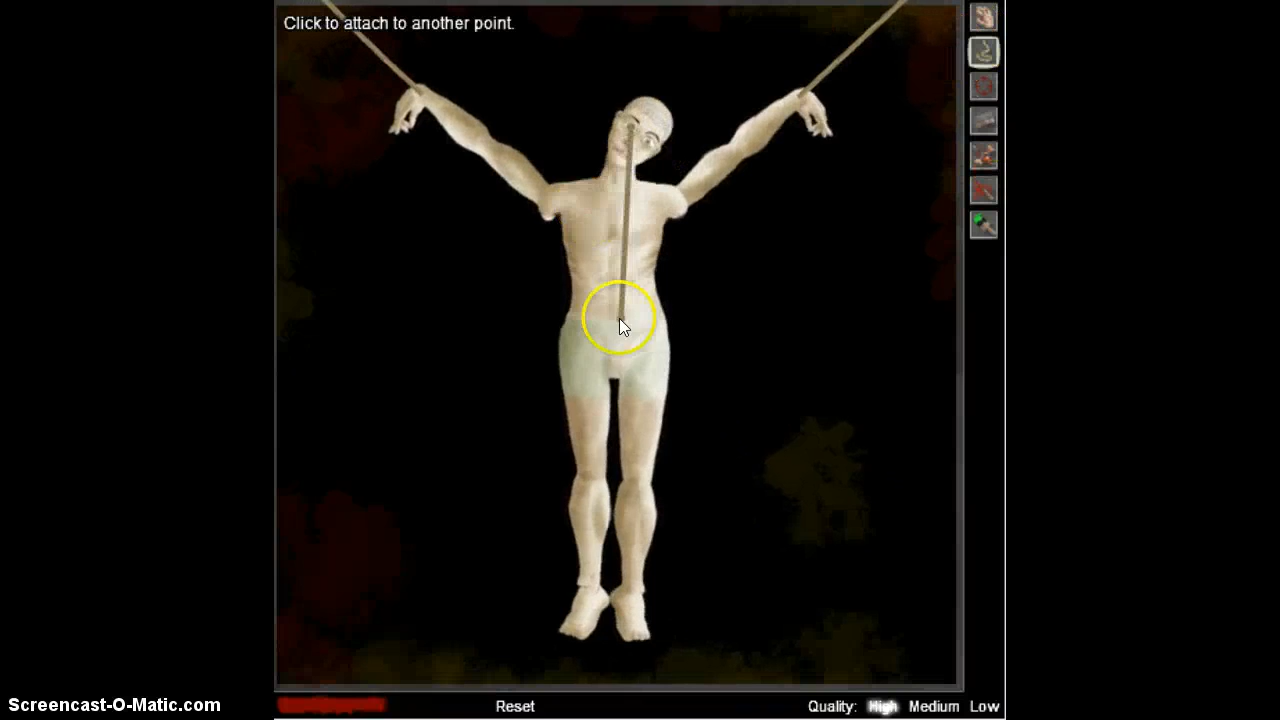 Click to attach to another point.
Screencast-O-Matic.com
Reset
Quality: High Medium Low